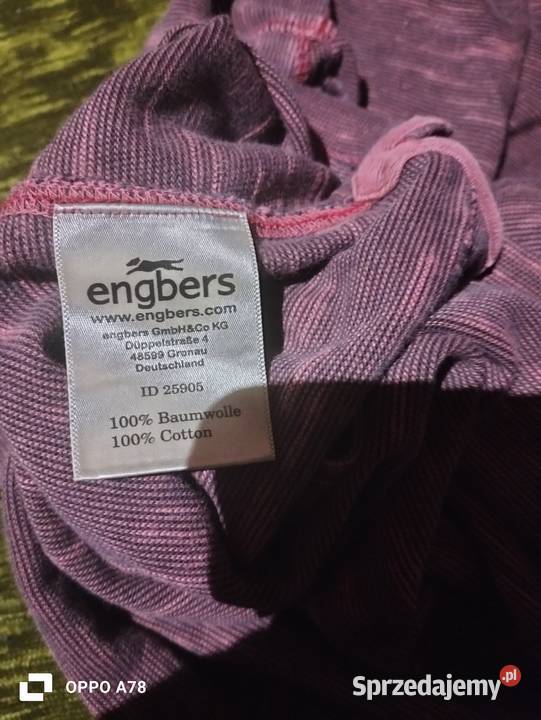 engbers
www.engbers.com
engbers GmbH&Co KG
Düppelstraße 4
48599 Gronau
Deutschland
ID 25905
100% Baumwolle
100% Cotton
OPPO A78
Sprzedajemy.pl